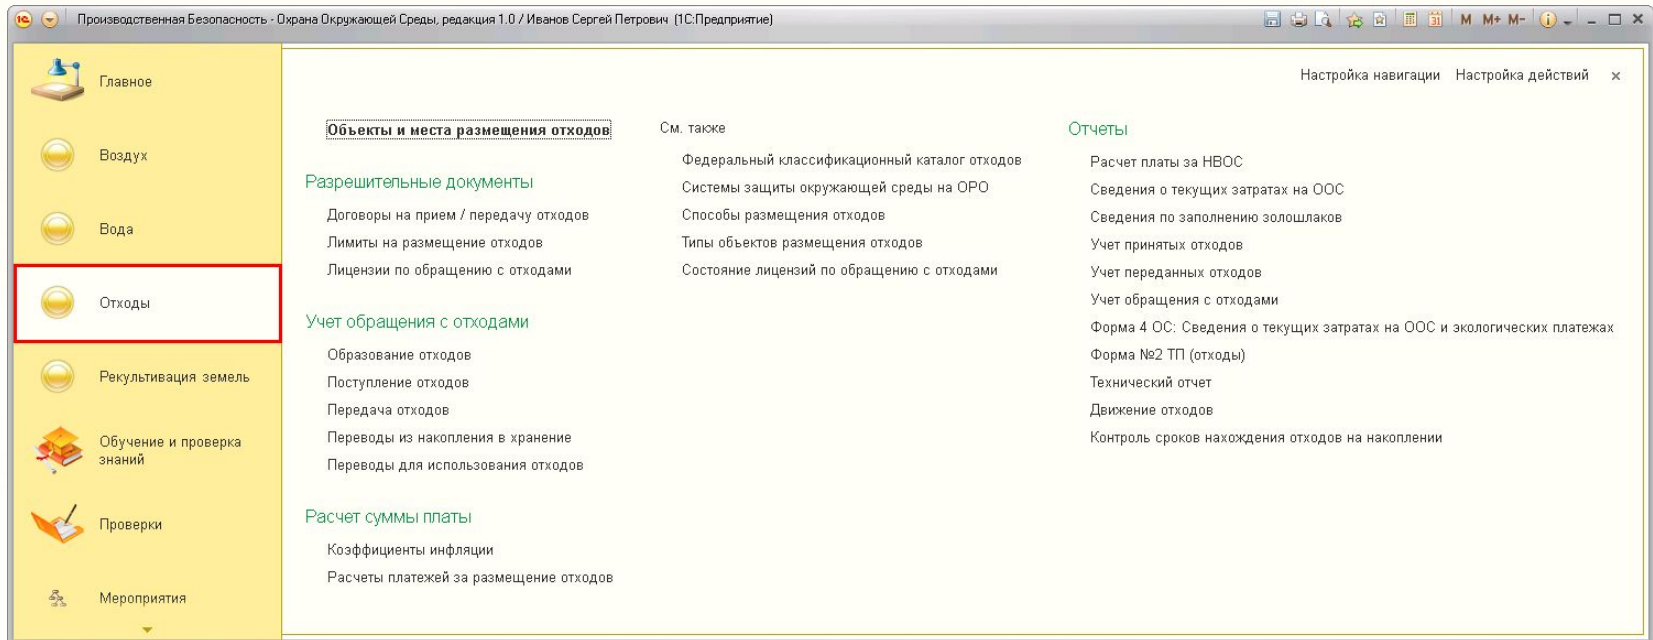 Производственная Безопасность - Охрана Окружающей Среды, редакция 1.0 / Иванов Сергей Петрович (1С:Предприятие)
31
M M+ M-
Главное
Воздух
Вода
Отходы
Рекультивация земель
Обучение и проверка
знаний
Проверки
Мероприятия
Настройка навигации Настройка действий
Объекты и места размещения отходов
Разрешительные документы
Договоры на прием / передачу отходов
Лимиты на размещение отходов
Лицензии по обращению с отходами
Учет обращения с отходами
Образование отходов
Поступление отходов
Передача отходов
Переводы из накопления в хранение
Переводы для использования отходов
Расчет суммы платы
Коэффициенты инфляции
Расчеты платежей за размещение отходов
См. также
Федеральный классификационный каталог отходов
Системы защиты окружающей среды на ОРО
Способы размещения отходов
Типы объектов размещения отходов
Состояние лицензий по обращению с отходами
Отчеты
Расчет платы за НВОС
Сведения о текущих затратах на ООС
Сведения по заполнению золошлаков
Учет принятых отходов
Учет переданных отходов
Учет обращения с отходами
Форма 4 ОС: Сведения о текущих затратах на ООС и экологических платежах
Форма №2 ТП (отходы)
Технический отчет
Движение отходов
Контроль сроков нахождения отходов на накоплении